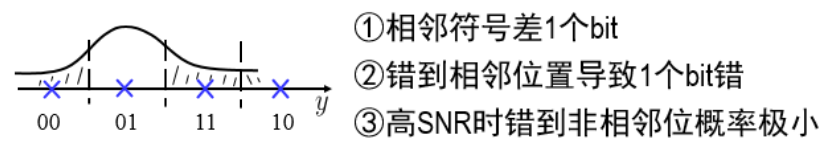 ①相邻符号差1个bit
②错到相邻位置导致1个bit错
③高SNR时错到非相邻位概率极小
y
00 01 11 10